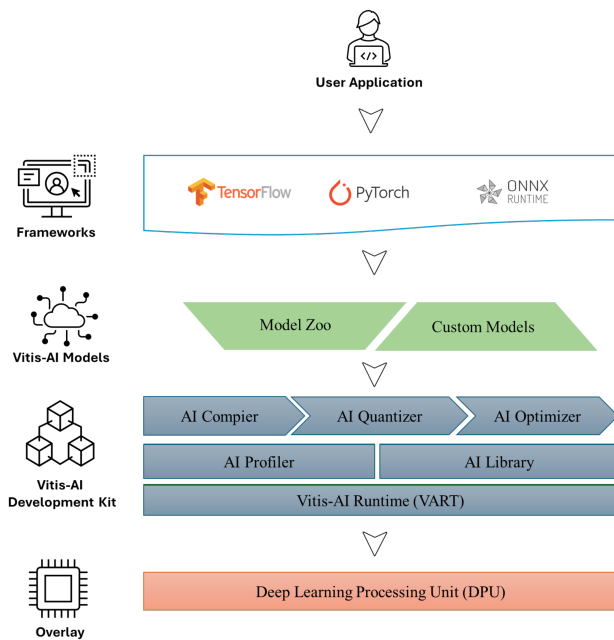 </>
User Application
TensorFlow
PyTorch
ONNX
RUNTIME
Frameworks
Model Zoo
Custom Models
Vitis-AI Models
AI Compier
AI Quantizer
AI Optimizer
AI Profiler
AI Library
Vitis-AI Runtime (VART)
Vitis-AI
Development Kit
Deep Learning Processing Unit (DPU)
Overlay